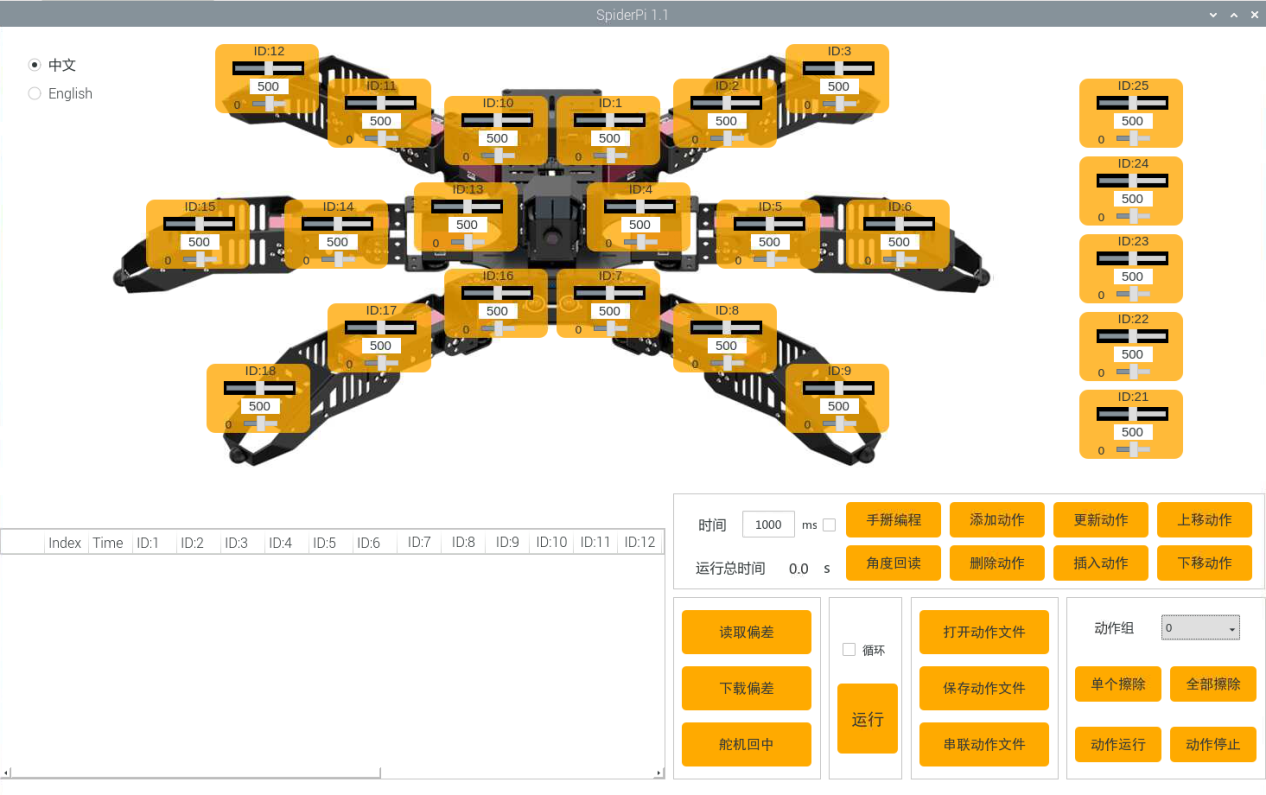 SpiderPi 1.1
中文
English
ID:12
500
0
ID:11
500
0
ID:10
500
0
ID:1
500
0
ID:2
500
0
ID:3
500
0
ID:15
500
0
ID:14
500
0
ID:13
500
0
ID:4
500
0
ID:5
500
0
ID:6
500
0
ID:18
500
0
ID:17
500
0
ID:16
500
0
ID:7
500
0
ID:8
500
0
ID:9
500
0
ID:25
500
0
ID:24
500
0
ID:23
500
0
ID:22
500
0
ID:21
500
0
Index Time ID:1 ID:2 ID:3 ID:4 ID:5 ID:6 ID:7 ID:8 ID:9 ID:10 ID:11 ID:12
时间 1000 ms 手掰编程 添加动作 更新动作 上移动作
运行总时间 0.0 s 角度回读 删除动作 插入动作 下移动作
读取偏差
下载偏差
舵机回中
循环
运行
打开动作文件
保存动作文件
串联动作文件
动作组 0
单个擦除 全部擦除
动作运行 动作停止